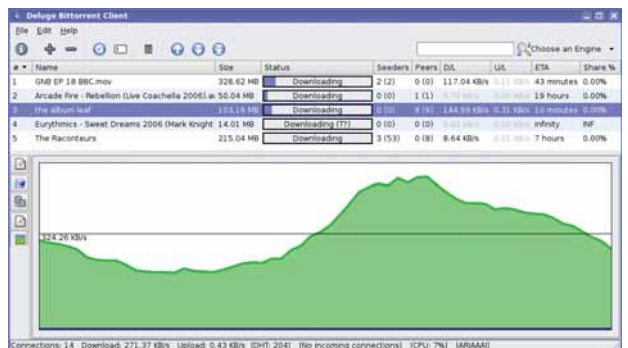 Deluge Bittorrent Client
File Edit Help
Choose an Engine
# Name Size Status Seeders Peers D/L U/L ETA Share %
1 GNB EP 18 BBC.mov 328.62 MB Downloading 2 (2) 0 (0) 117.04 KB/s 43 minutes 0.00%
2 Arcade Fire - Rebellion (Live Coachella 2006).a 50.04 MB Downloading 0 (0) 1 (1) 19 hours 0.00%
3 the album leaf 103.16 MB Downloading 0 (0) 144.99 KB/s 0.31 KB/s 10 minutes 0.00%
4 Eurythmics - Sweet Dreams 2006 (Mark Knight 14.01 MB Downloading (??) 0 (0) 0 (0) infinity INF
5 The Raconteurs 215.04 MB Downloading 3 (53) 0 (8) 8.64 KB/s 7 hours 0.00%
324.26 KB/s
Connections: 14 Download: 271.37 KB/s Upload: 0.43 KB/s [DHT: 204] [No incoming connections] [CPU: 7%]